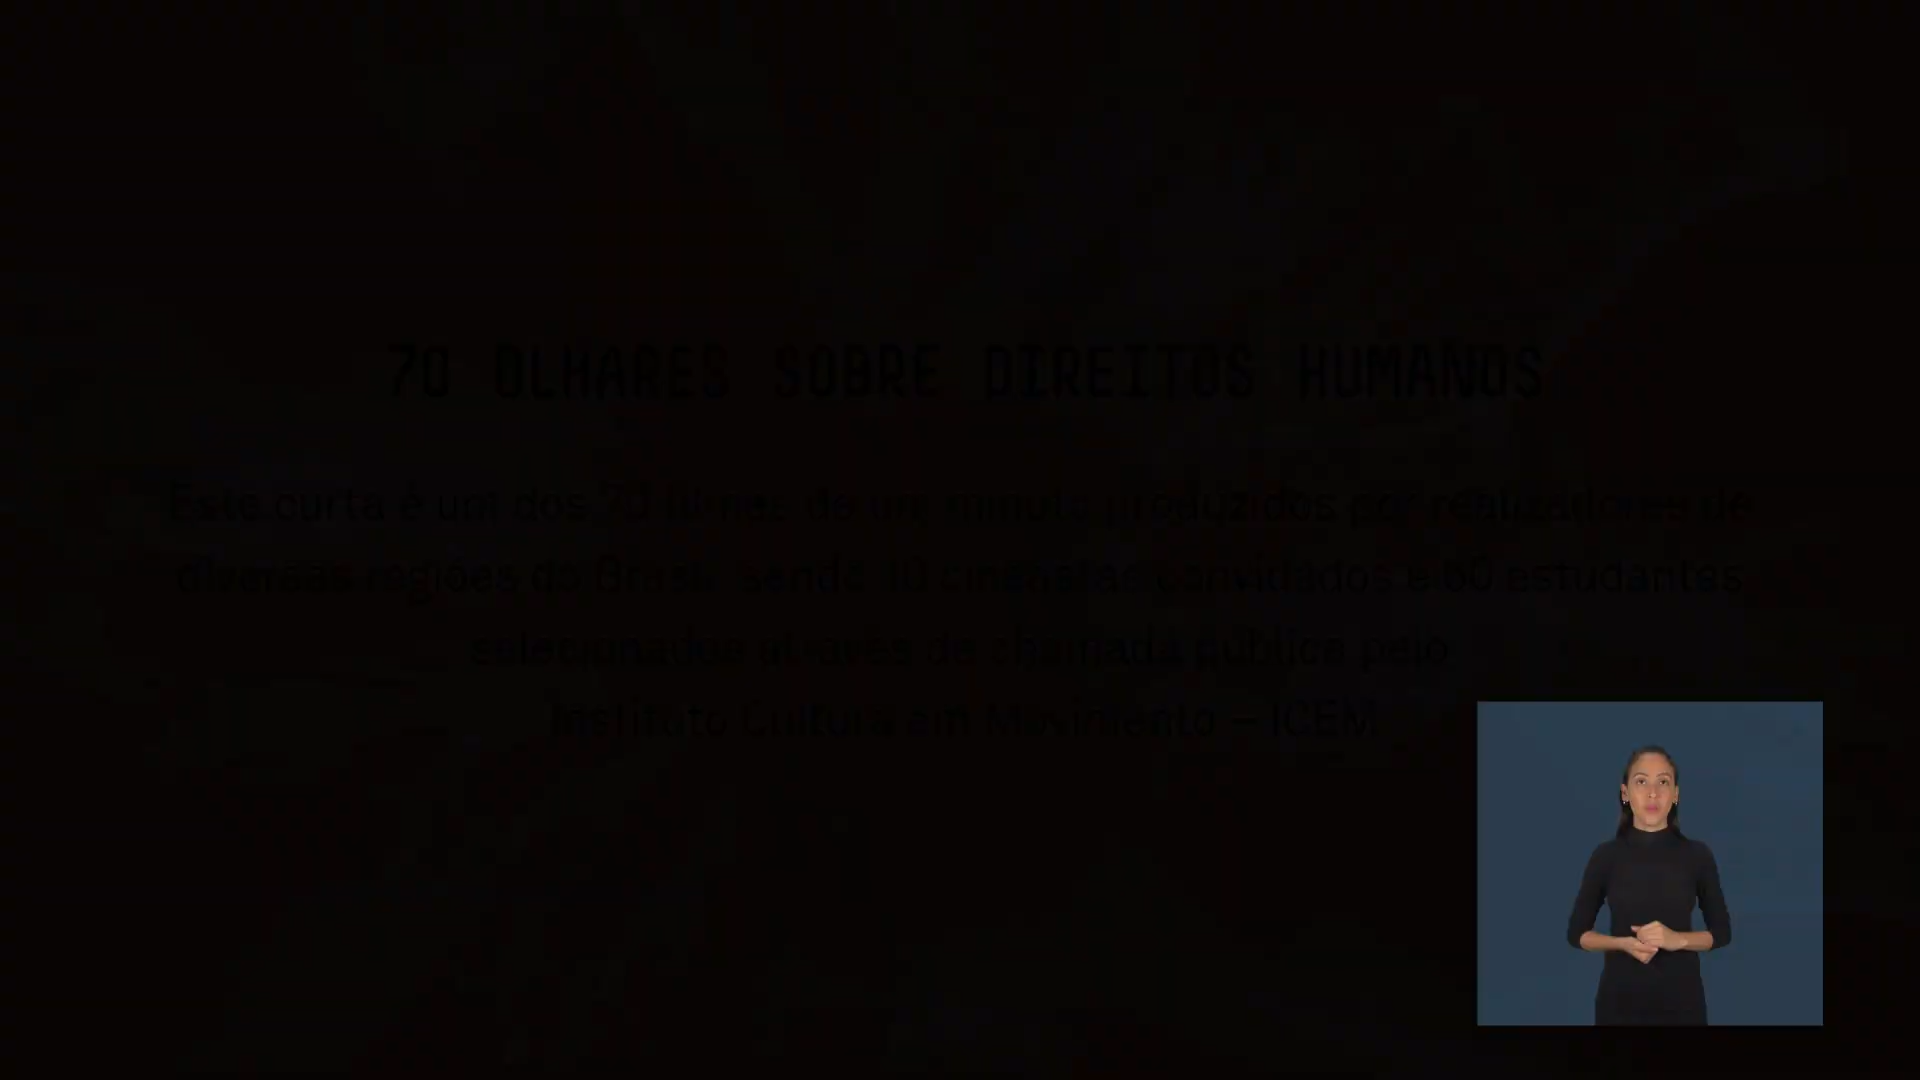 70 OLHARES SOBRE DIREITOS HUMANOS
Este curta é um dos 70 filmes de um minuto produzidos por realizadores de
diversas regiões do Brasil, sendo 10 cineastas convidados e 60 estudantes
selecionados através de chamada pública pelo
Instituto Cultura em Movimento – ICEM